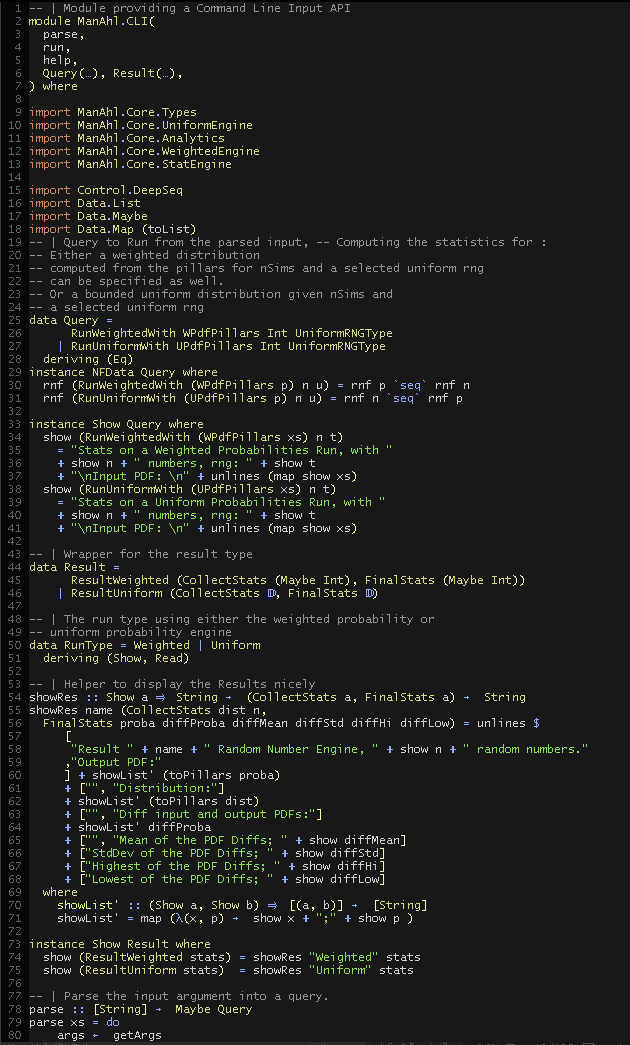 1 -- | Module providing a Command Line Input API
2 module ManAhl.CLI(
3   parse,
4   run,
5   help,
6   Query(…), Result(…),
7 ) where
8
9 import ManAhl.Core.Types
10 import ManAhl.Core.UniformEngine
11 import ManAhl.Core.Analytics
12 import ManAhl.Core.WeightedEngine
13 import ManAhl.Core.StatEngine
14
15 import Control.DeepSeq
16 import Data.List
17 import Data.Maybe
18 import Data.Map (toList)
19 -- | Query to Run from the parsed input, -- Computing the statistics for :
20 -- Either a weighted distribution
21 -- computed from the pillars for nSims and a selected uniform rng
22 -- can be specified as well.
23 -- Or a bounded uniform distribution given nSims and
24 -- a selected uniform rng
25 data Query =
26       RunWeightedWith WPdfPillars Int UniformRNGType
27     | RunUniformWith UPdfPillars Int UniformRNGType
28   deriving (Eq)
29 instance NFData Query where
30   rnf (RunWeightedWith (WPdfPillars p) n u) = rnf p `seq` rnf n
31   rnf (RunUniformWith (UPdfPillars p) n u) = rnf n `seq` rnf p
32
33 instance Show Query where
34   show (RunWeightedWith (WPdfPillars xs) n t)
35     = "Stats on a Weighted Probabilities Run, with "
36     + show n + " numbers, rng: " + show t
37     + "\nInput PDF: \n" + unlines (map show xs)
38   show (RunUniformWith (UPdfPillars xs) n t)
39     = "Stats on a Uniform Probabilities Run, with "
40     + show n + " numbers, rng: " + show t
41     + "\nInput PDF: \n" + unlines (map show xs)
42
43 -- | Wrapper for the result type
44 data Result =
45       ResultWeighted (CollectStats (Maybe Int), FinalStats (Maybe Int))
46     | ResultUniform (CollectStats 𝔻, FinalStats 𝔻)
47
48 -- | The run type using either the weighted probability or
49 -- uniform probability engine
50 data RunType = Weighted | Uniform
51   deriving (Show, Read)
52
53 -- | Helper to display the Results nicely
54 showRes :: Show a ⇒ String → (CollectStats a, FinalStats a) → String
55 showRes name (CollectStats dist n,
56   FinalStats proba diffProba diffMean diffStd diffHi diffLow) = unlines $
57      [
58      "Result " + name + " Random Number Engine, " + show n + " random numbers."
59      ,"Output PDF:"
60      ] + showList' (toPillars proba)
61      + ["", "Distribution:"]
62      + showList' (toPillars dist)
63      + ["", "Diff input and output PDFs:"]
64      + showList' diffProba
65      + ["", "Mean of the PDF Diffs; " + show diffMean]
66      + ["StdDev of the PDF Diffs; " + show diffStd]
67      + ["Highest of the PDF Diffs; " + show diffHi]
68      + ["Lowest of the PDF Diffs; " + show diffLow]
69   where
70     showList' :: (Show a, Show b) ⇒ [(a, b)] → [String]
71     showList' = map (λ(x, p) → show x + ";" + show p )
72
73 instance Show Result where
74   show (ResultWeighted stats) = showRes "Weighted" stats
75   show (ResultUniform stats)  = showRes "Uniform" stats
76
77 -- | Parse the input argument into a query.
78 parse :: [String] → Maybe Query
79 parse xs = do
80     args ← getArgs